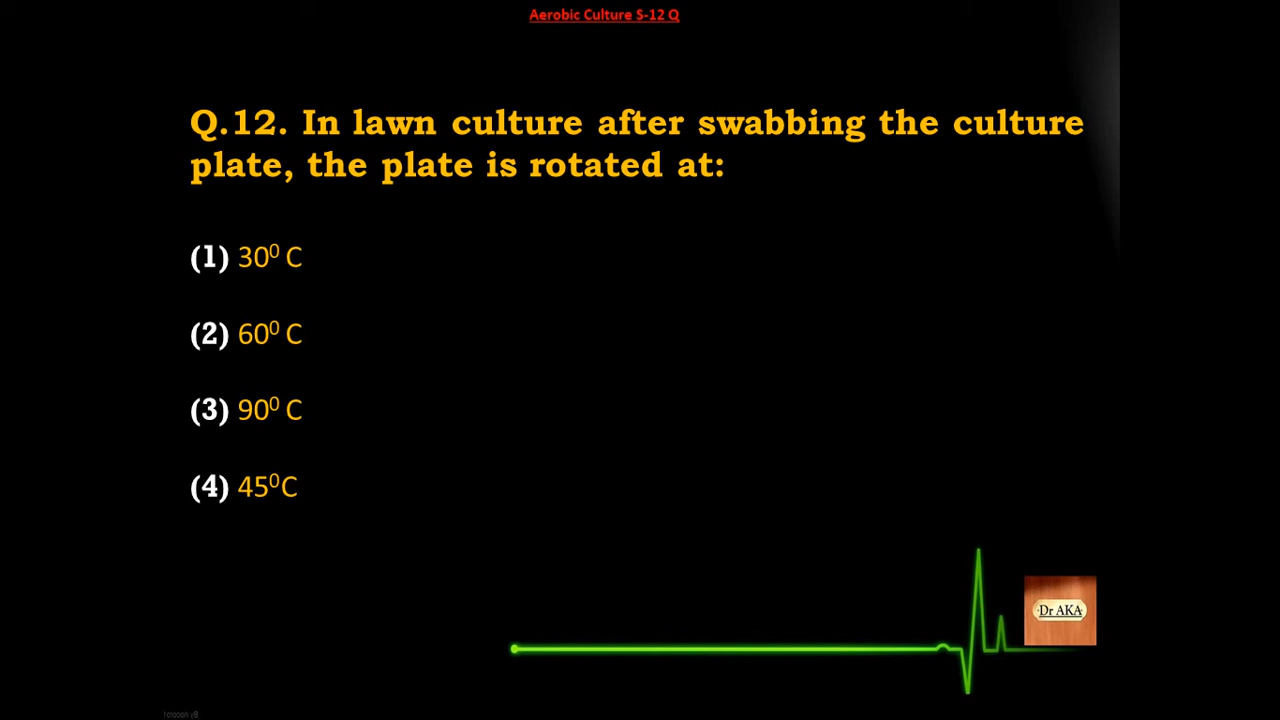 Aerobic Culture S-12 Q
Q.12. In lawn culture after swabbing the culture
plate, the plate is rotated at:
(1) 30⁰ C
(2) 60⁰ C
(3) 90⁰ C
(4) 45⁰C
Dr AKA